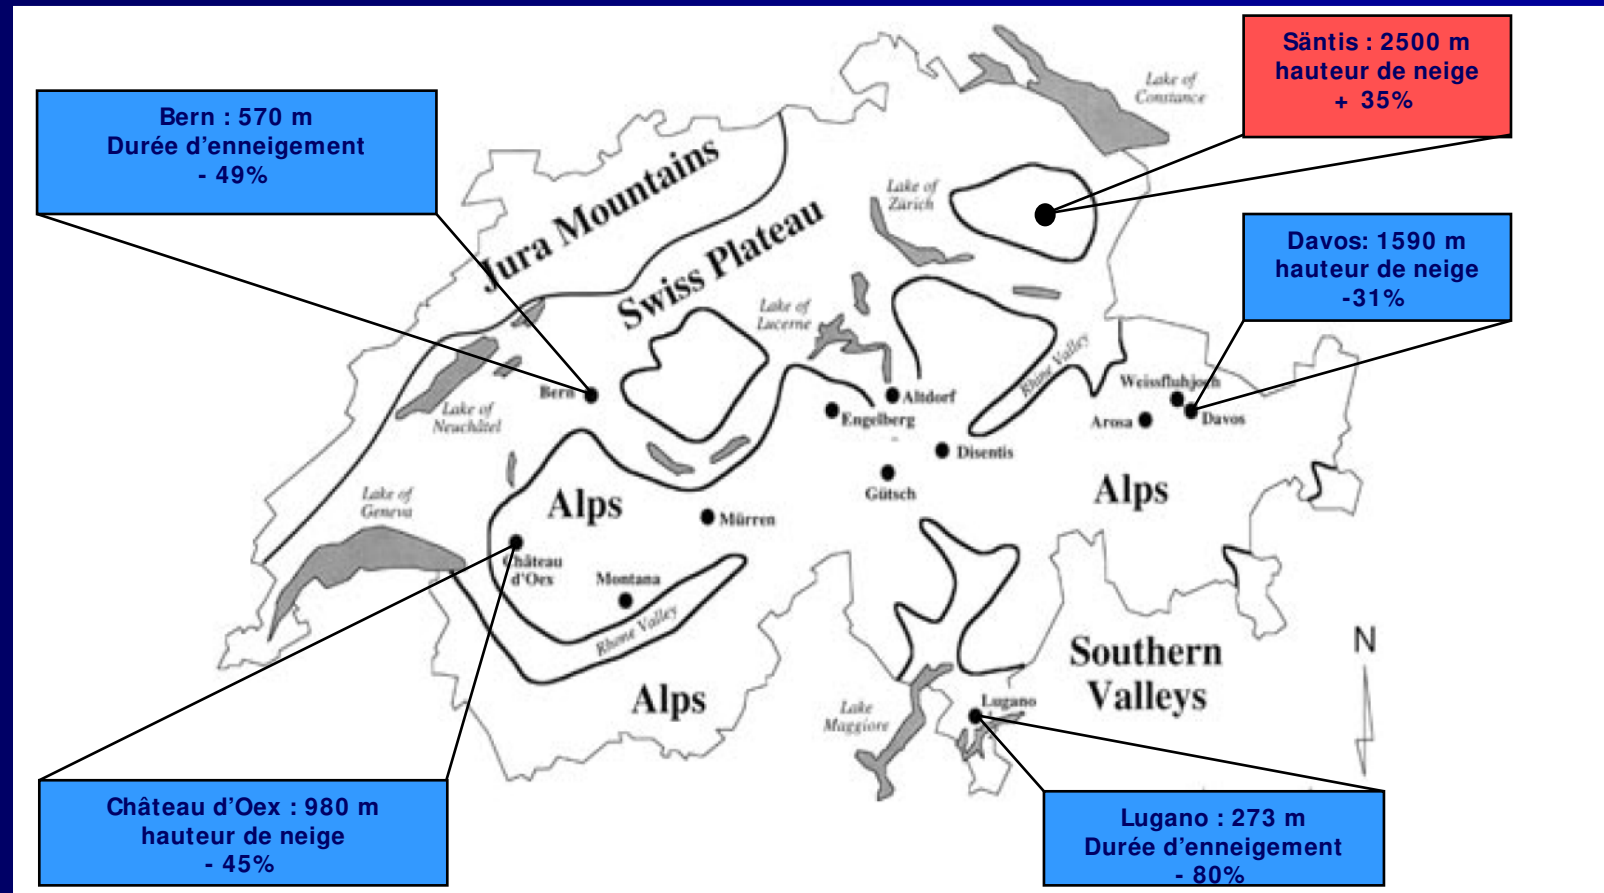 Säntis : 2500 m
hauteur de neige
+ 35%
Bern : 570 m
Durée d'enneigement
- 49%
Lake of
Constance
Jura Mountains
Lake of
Zürich
Swiss Plateau
Davos: 1590 m
hauteur de neige
-31%
Lake of
Lucerne
Rhine Valley
Weissfluhjoch
Bern
Altdorf
Engelberg
Arosa
Davos
Lake of
Neuchâtel
Disentis
Gütsch
Lake of
Geneva
Alps
Alps
Mürren
Château
d'Oex
Montana
Rhone Valley
N
Southern
Valleys
Alps
Lake
Maggiore
Lugano
Château d'Oex : 980 m
hauteur de neige
- 45%
Lugano : 273 m
Durée d'enneigement
- 80%